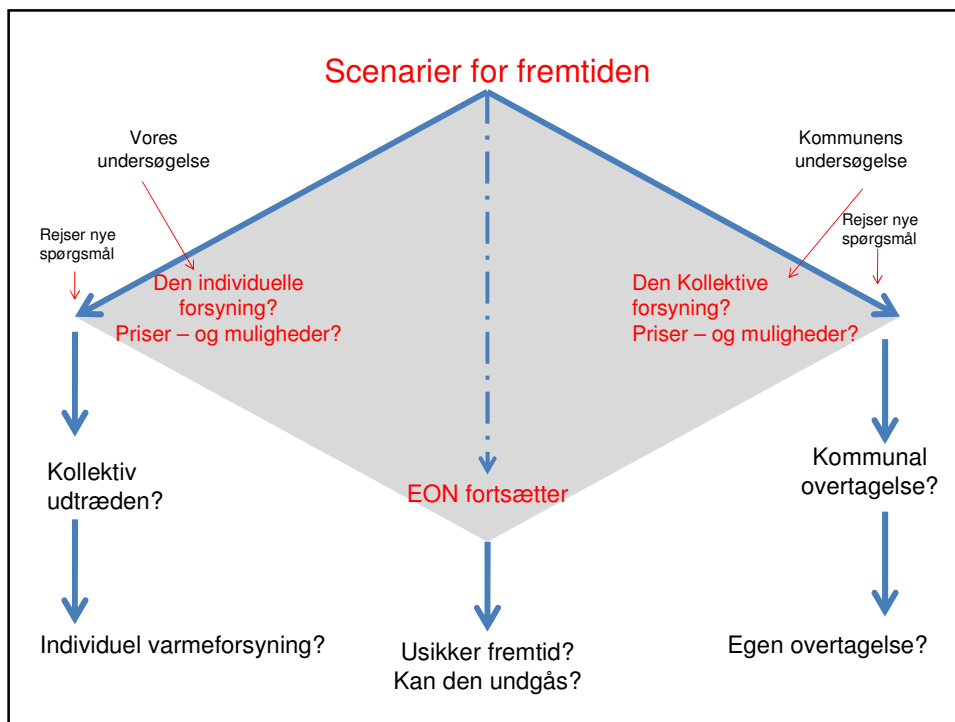 Scenarier for fremtiden
Vores
undersøgelse
Kommunens
undersøgelse
Rejser nye
spørgsmål
Rejser nye
spørgsmål
Den individuelle
forsyning?
Priser – og muligheder?
Den Kollektive
forsyning?
Priser – og muligheder?
Kollektiv
udtræden?
EON fortsætter
Kommunal
overtagelse?
Individuel varmeforsyning?
Usikker fremtid?
Kan den undgås?
Egen overtagelse?